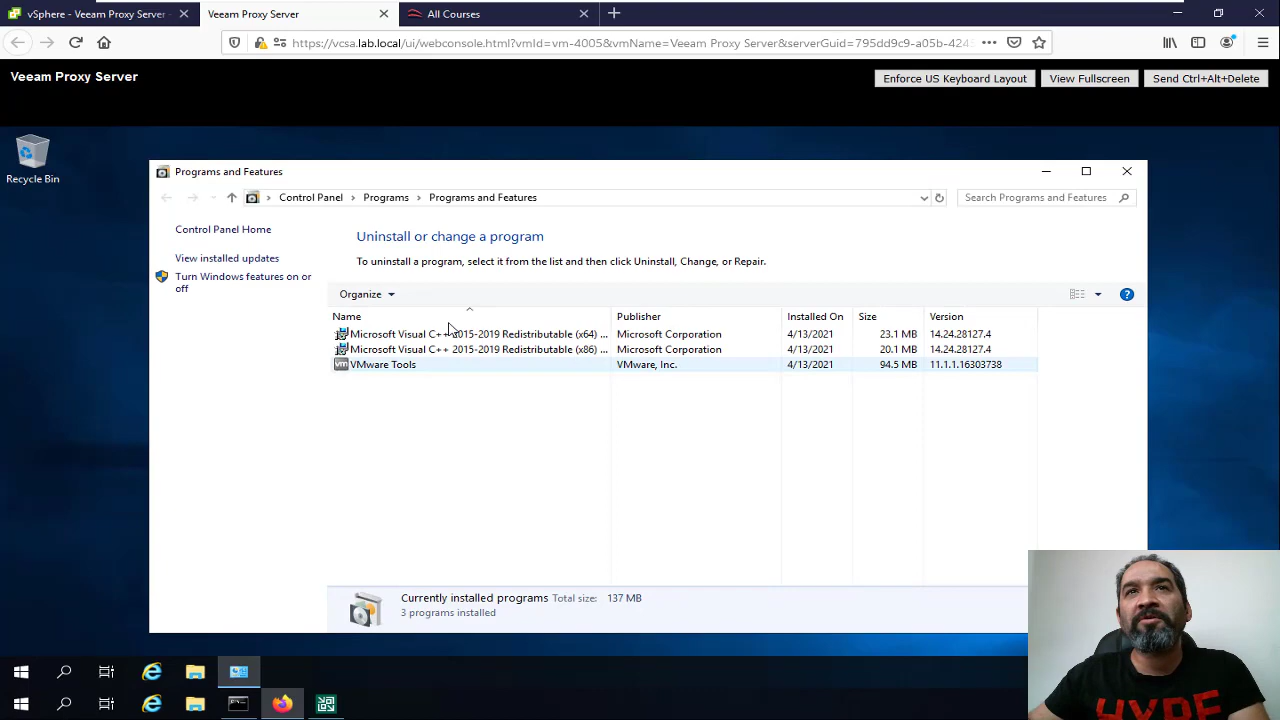 vSphere - Veeam Proxy Server -
Veeam Proxy Server
All Courses
https://vcsa.lab.local/ui/webconsole.html?vmId=vm-4005&vmName=Veeam Proxy Server&serverGuid=795dd9c9-a05b-4245
Veeam Proxy Server
Enforce US Keyboard Layout
View Fullscreen
Send Ctrl+Alt+Delete
Recycle Bin
Programs and Features
Control Panel > Programs > Programs and Features
Search Programs and Features
Control Panel Home
View installed updates
Turn Windows features on or
off
Uninstall or change a program
To uninstall a program, select it from the list and then click Uninstall, Change, or Repair.
Organize
Name Publisher Installed On Size Version
Microsoft Visual C++ 2015-2019 Redistributable (x64) ... Microsoft Corporation 4/13/2021 23.1 MB 14.24.28127.4
Microsoft Visual C++ 2015-2019 Redistributable (x86) ... Microsoft Corporation 4/13/2021 20.1 MB 14.24.28127.4
vm VMware Tools VMware, Inc. 4/13/2021 94.5 MB 11.1.1.16303738
Currently installed programs Total size: 137 MB
3 programs installed
HYPE